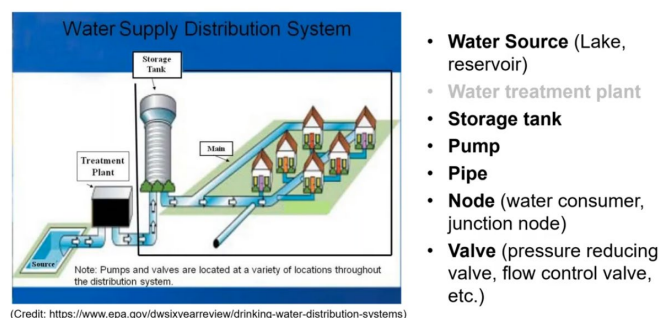 Water Supply Distribution System
Storage
Tank
Main
Treatment
Plant
Source
Note: Pumps and valves are located at a variety of locations throughout
the distribution system.
(Credit: https://www.epa.gov/dwsixyearreview/drinking-water-distribution-systems)
• Water Source (Lake,
reservoir)
• Water treatment plant
• Storage tank
• Pump
• Pipe
• Node (water consumer,
junction node)
• Valve (pressure reducing
valve, flow control valve,
etc.)